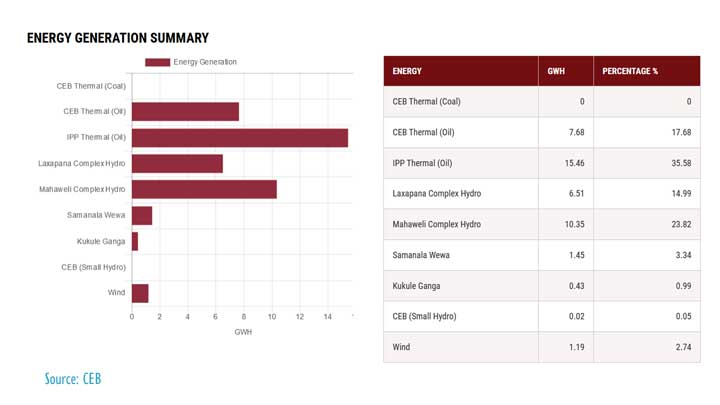 ENERGY GENERATION SUMMARY
Energy Generation
CEB Thermal (Coal)
CEB Thermal (Oil)
IPP Thermal (Oil)
Laxapana Complex Hydro
Mahaweli Complex Hydro
Samanala Wewa
Kukule Ganga
CEB (Small Hydro)
Wind
0 2 4 6 8 10 12 14
GWH
ENERGY GWH PERCENTAGE %
CEB Thermal (Coal) 0 0
CEB Thermal (Oil) 7.68 17.68
IPP Thermal (Oil) 15.46 35.58
Laxapana Complex Hydro 6.51 14.99
Mahaweli Complex Hydro 10.35 23.82
Samanala Wewa 1.45 3.34
Kukule Ganga 0.43 0.99
CEB (Small Hydro) 0.02 0.05
Wind 1.19 2.74
Source: CEB